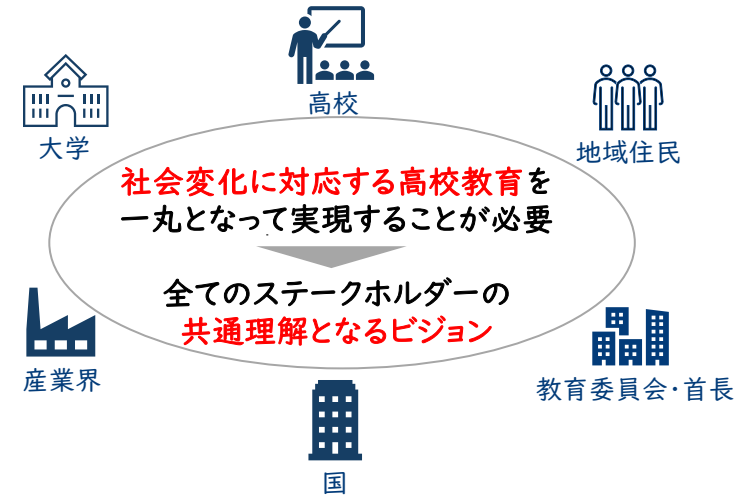 高校
大学
地域住民
社会変化に対応する高校教育を
一丸となって実現することが必要
全てのステークホルダーの
共通理解となるビジョン
産業界
教育委員会・首長
国